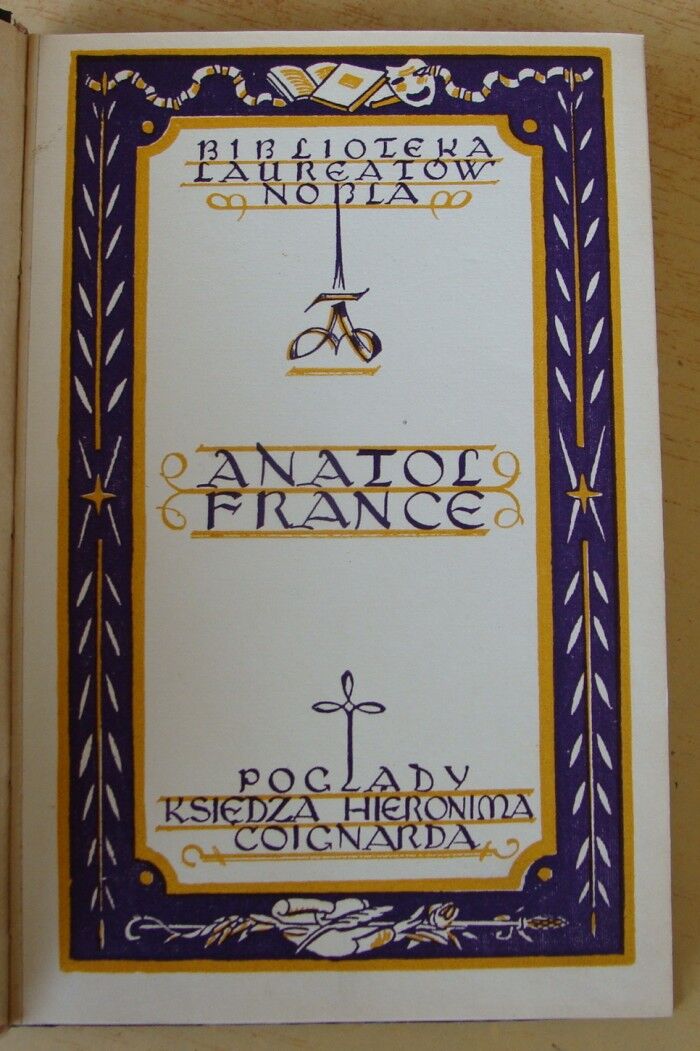 BIBLIOTEKA
LAUREATÓW
NOBLA
ANATOL
FRANCE
POGLĄDY
KSIĘDZA HIERONIMA
COIGNARDA